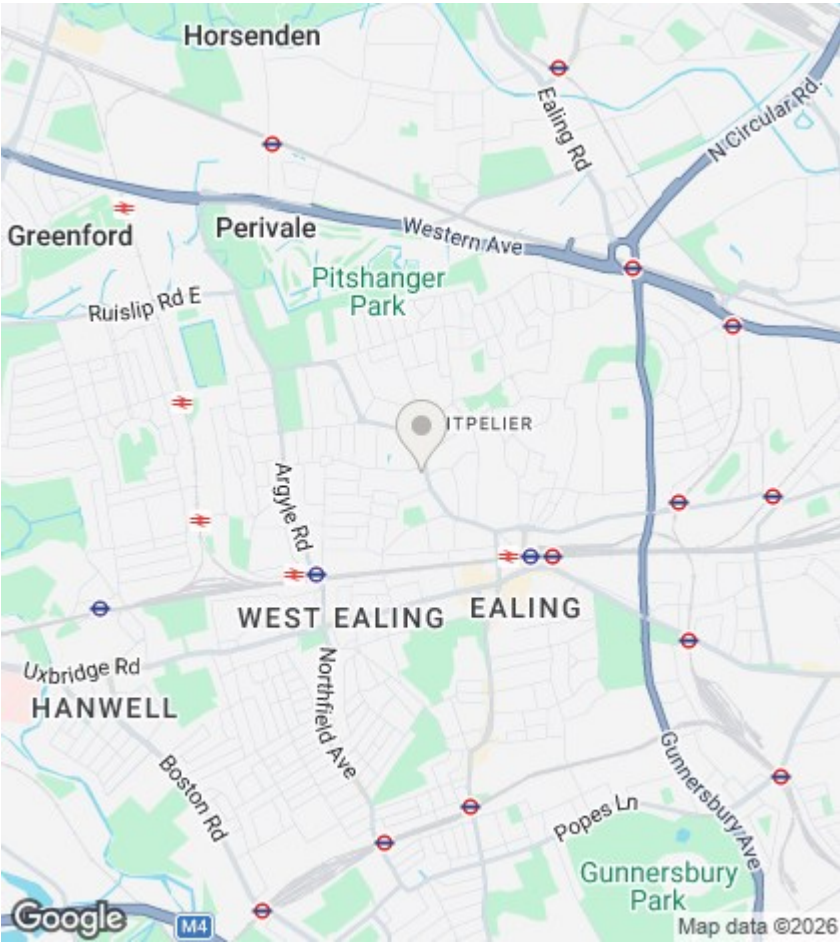 Horsenden
Ealing Rd
N Circular Rd.
Greenford
Perivale
Western Ave
Pitshanger
Park
Ruislip Rd E
ITPELIER
Argyle Rd
WEST EALING
EALING
Uxbridge Rd
HANWELL
Northfield Ave
Boston Rd
Gunnersbury Ave
Popes Ln
Gunnersbury
Park
Google
M4
Map data ©2026